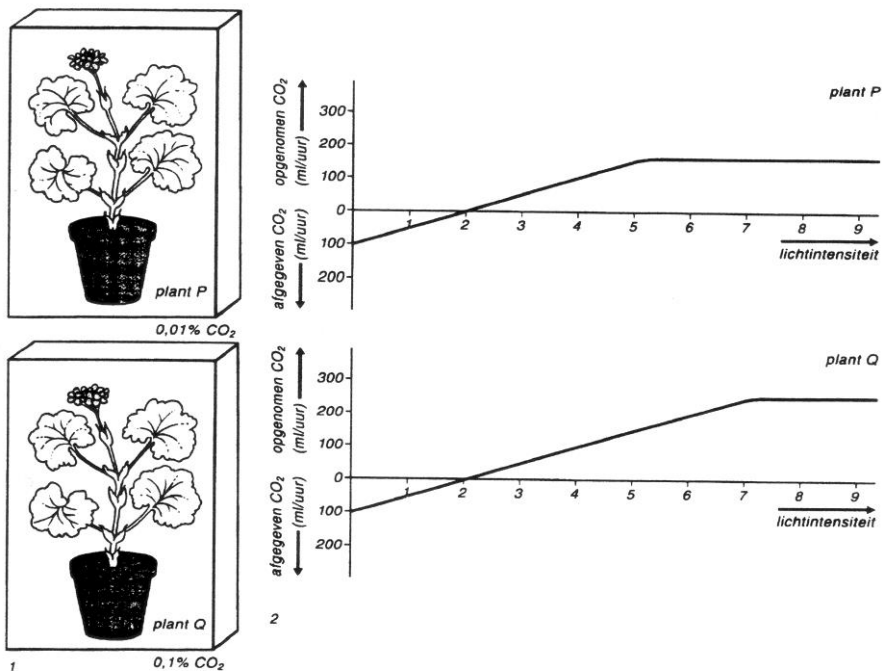 plant P
0,01% CO₂
opgenomen CO₂
(ml/uur)
afgegeven CO₂
(ml/uur)
300
200
100
0
100
200
1 2 3 4 5 6 7 8 9
plant P
lichtintensiteit
plant Q
0,1% CO₂
1
opgenomen CO₂
(ml/uur)
afgegeven CO₂
(ml/uur)
300
200
100
0
100
200
1 2 3 4 5 6 7 8 9
plant Q
lichtintensiteit
2